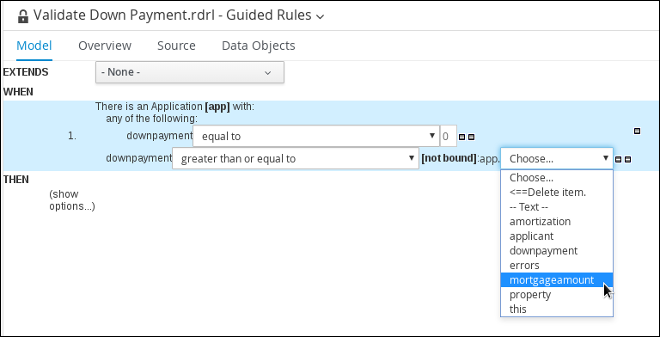 Validate Down Payment.rdrl - Guided Rules
Model Overview Source Data Objects
EXTENDS - None -
WHEN
There is an Application [app] with:
any of the following:
1. downpayment equal to 0
downpayment greater than or equal to [not bound]:app. Choose...
THEN
Choose...
(show
options...)
<==Delete item.
-- Text --
amortization
applicant
downpayment
errors
mortgageamount
property
this